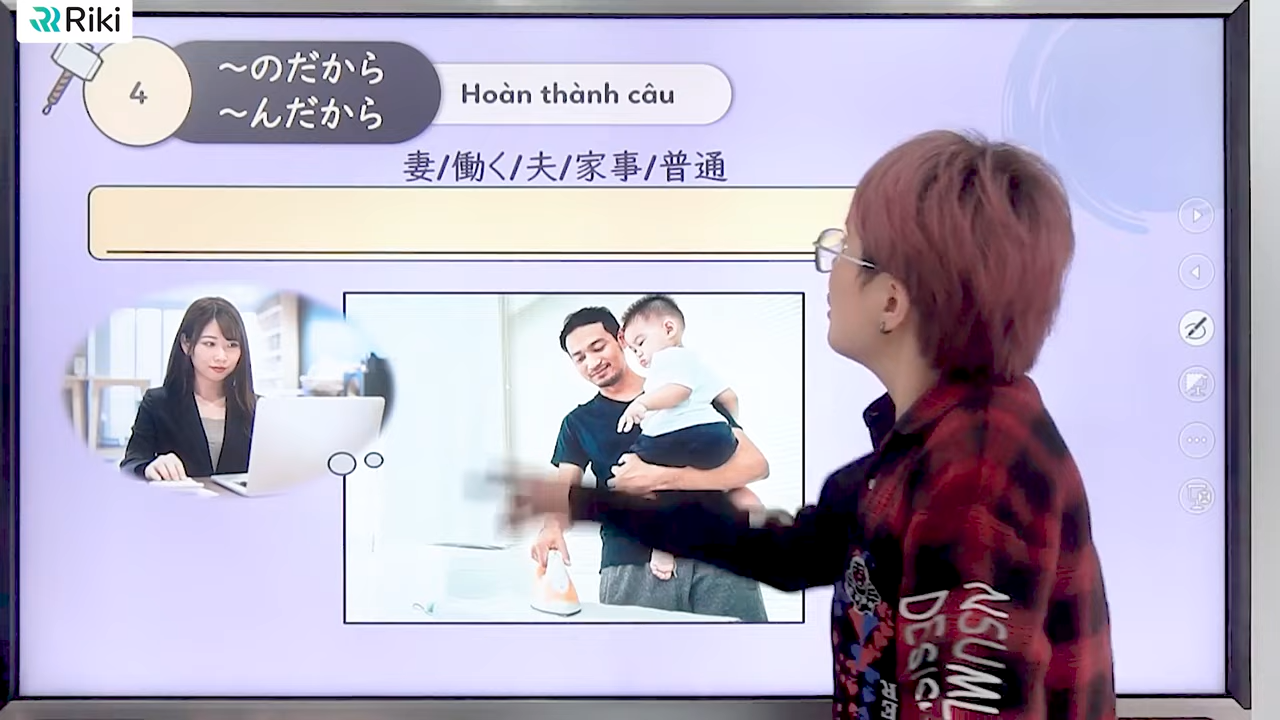 Riki
4
～のだから
～んだから
Hoàn thành câu
妻/働く/夫/家事/普通
NSUML
DESIG